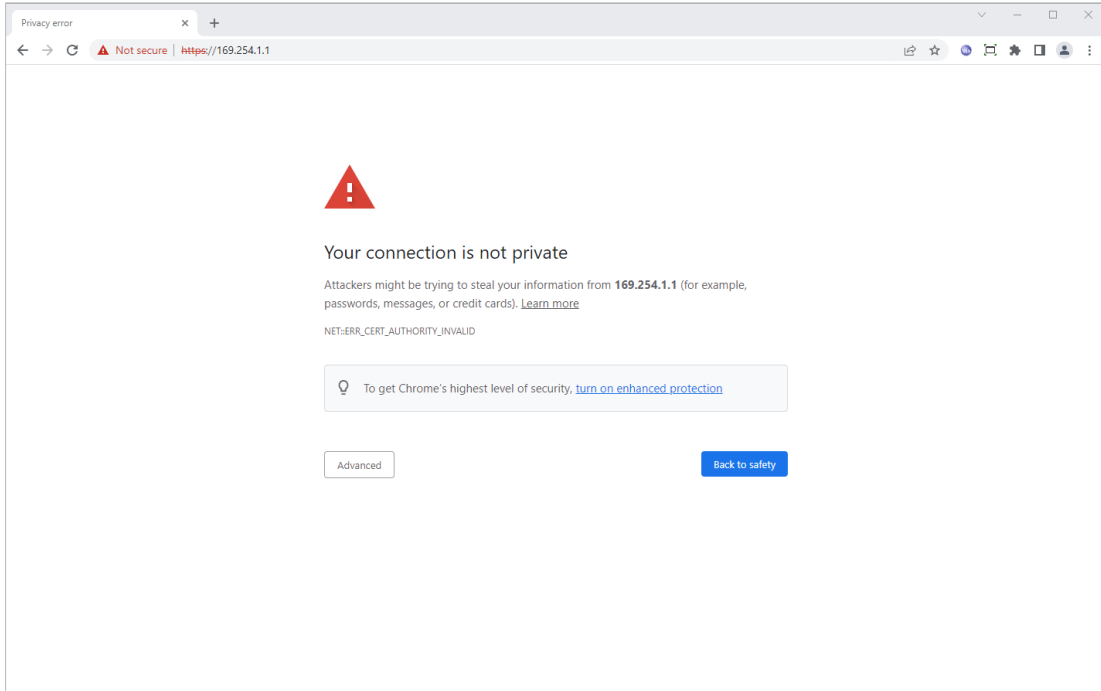 Privacy error
Not secure | https://169.254.1.1
Your connection is not private
Attackers might be trying to steal your information from 169.254.1.1 (for example,
passwords, messages, or credit cards). Learn more
NET::ERR_CERT_AUTHORITY_INVALID
To get Chrome's highest level of security, turn on enhanced protection
Advanced
Back to safety